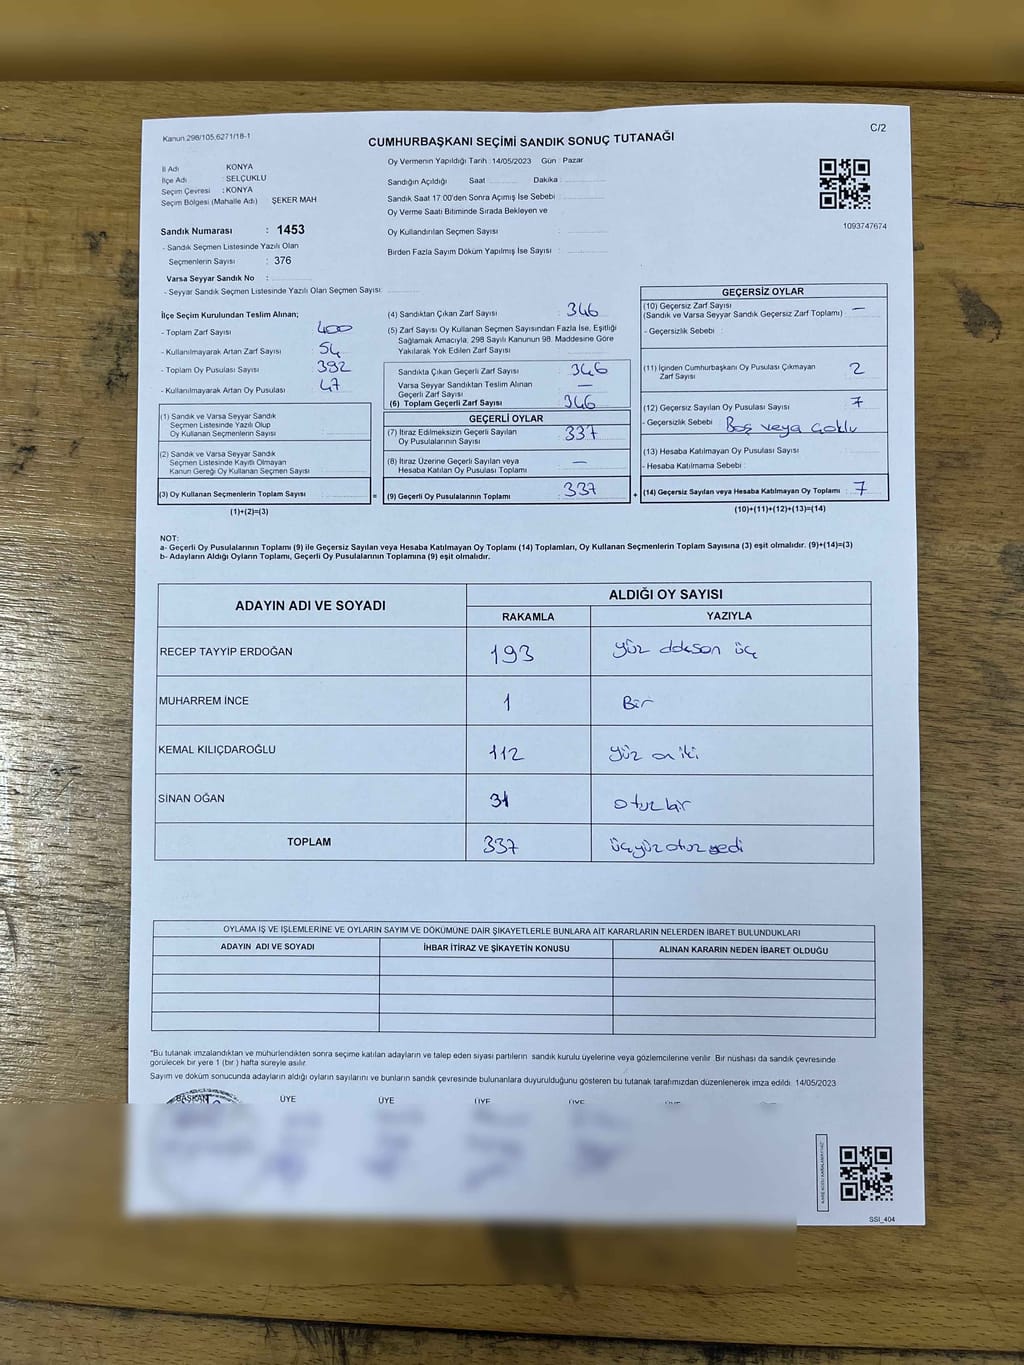 Kanun 298/105,6271/18-1
C/2
CUMHURBAŞKANI SEÇİMİ SANDIK SONUÇ TUTANAĞI
İl Adı KONYA
İlçe Adı : SELÇUKLU
Seçim Çevresi : KONYA
Seçim Bölgesi (Mahalle Adı) ŞEKER MAH
Oy Vermenin Yapıldığı Tarih :14/05/2023 Gün : Pazar
Sandığın Açıldığı Saat Dakika :
Sandık Saat 17:00'den Sonra Açımış İse Sebebi :
Oy Verme Saati Bitiminde Sırada Bekleyen ve
Oy Kullandırılan Seçmen Sayısı :
Birden Fazla Sayım Döküm Yapılmış İse Sayısı :
1093747674
Sandık Numarası : 1453
- Sandık Seçmen Listesinde Yazılı Olan
Seçmenlerin Sayısı : 376
Varsa Seyyar Sandık No :
- Seyyar Sandık Seçmen Listesinde Yazılı Olan Seçmen Sayısı:
İlçe Seçim Kurulundan Teslim Alınan;
- Toplam Zarf Sayısı : 400
- Kullanılmayarak Artan Zarf Sayısı : 54
- Toplam Oy Pusulası Sayısı : 392
- Kullanılmayarak Artan Oy Pusulası : 47
(1) Sandık ve Varsa Seyyar Sandık
Seçmen Listesinde Yazılı Olup
Oy Kullanan Seçmenlerin Sayısı :
(2) Sandık ve Varsa Seyyar Sandık
Seçmen Listesinde Kayıtlı Olmayan
Kanun Gereği Oy Kullanan Seçmen Sayısı
(3) Oy Kullanan Seçmenlerin Toplam Sayısı :
(1)+(2)=(3)
(4) Sandıktan Çıkan Zarf Sayısı : 346
(5) Zarf Sayısı Oy Kullanan Seçmen Sayısından Fazla İse, Eşitliği
Sağlamak Amacıyla, 298 Sayılı Kanunun 98. Maddesine Göre
Yakılarak Yok Edilen Zarf Sayısı :
Sandıkta Çıkan Geçerli Zarf Sayısı : 346
Varsa Seyyar Sandıktan Teslim Alınan
Geçerli Zarf Sayısı : —
(6) Toplam Geçerli Zarf Sayısı : 346
GEÇERLİ OYLAR
(7) İtiraz Edilmeksizin Geçerli Sayılan
Oy Pusulalarının Sayısı : 337
(8) İtiraz Üzerine Geçerli Sayılan veya
Hesaba Katılan Oy Pusulası Toplamı : —
= (9) Geçerli Oy Pusulalarının Toplamı : 337
GEÇERSİZ OYLAR
(10) Geçersiz Zarf Sayısı
(Sandık ve Varsa Seyyar Sandık Geçersiz Zarf Toplamı) : —
- Geçersizlik Sebebi :
(11) İçinden Cumhurbaşkanı Oy Pusulası Çıkmayan
Zarf Sayısı : 2
(12) Geçersiz Sayılan Oy Pusulası Sayısı : 7
- Geçersizlik Sebebi : Boş veya çoklu
(13) Hesaba Katılmayan Oy Pusulası Sayısı :
- Hesaba Katılmama Sebebi :
+ (14) Geçersiz Sayılan veya Hesaba Katılmayan Oy Toplamı : 7
(10)+(11)+(12)+(13)=(14)
NOT:
a- Geçerli Oy Pusulalarının Toplamı (9) ile Geçersiz Sayılan veya Hesaba Katılmayan Oy Toplamı (14) Toplamları, Oy Kullanan Seçmenlerin Toplam Sayısına (3) eşit olmalıdır. (9)+(14)=(3)
b- Adayların Aldığı Oyların Toplamı, Geçerli Oy Pusulalarının Toplamına (9) eşit olmalıdır.
ADAYIN ADI VE SOYADI
ALDIĞI OY SAYISI
RAKAMLA YAZIYLA
RECEP TAYYIP ERDOĞAN 193 yüz doksan üç
MUHARREM İNCE 1 Bir
KEMAL KILIÇDAROĞLU 112 yüz on iki
SİNAN OĞAN 31 otuz bir
TOPLAM 337 üçyüz otuz yedi
OYLAMA İŞ VE İŞLEMLERİNE VE OYLARIN SAYIM VE DÖKÜMÜNE DAİR ŞİKAYETLERLE BUNLARA AİT KARARLARIN NELERDEN İBARET BULUNDUKLARI
ADAYIN ADI VE SOYADI İHBAR İTİRAZ VE ŞİKAYETİN KONUSU ALINAN KARARIN NEDEN İBARET OLDUĞU
*Bu tutanak imzalandıktan ve mühürlendikten sonra seçime katılan adayların ve talep eden siyasi partilerin sandık kurulu üyelerine veya gözlemcilerine verilir. Bir nüshası da sandık çevresinde
görülecek bir yere 1 (bir ) hafta süreyle asılır
Sayım ve döküm sonucunda adayların aldığı oyların sayılarını ve bunların sandık çevresinde bulunanlara duyurulduğunu gösteren bu tutanak tarafımızdan düzenlenerek imza edildi. 14/05/2023
BAŞKAN ÜYE ÜYE ÜYE ÜYE
SSI_404